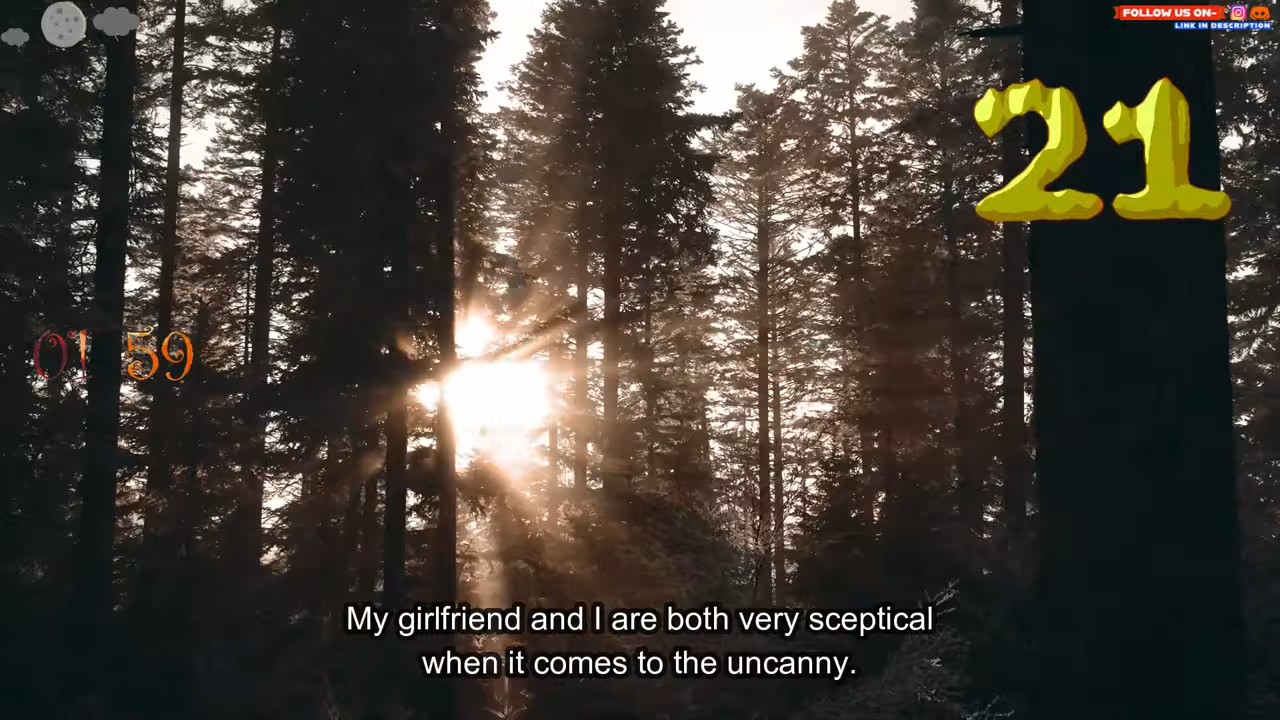 FOLLOW US ON-
LINK IN DESCRIPTION
21
01 59
My girlfriend and I are both very sceptical
when it comes to the uncanny.